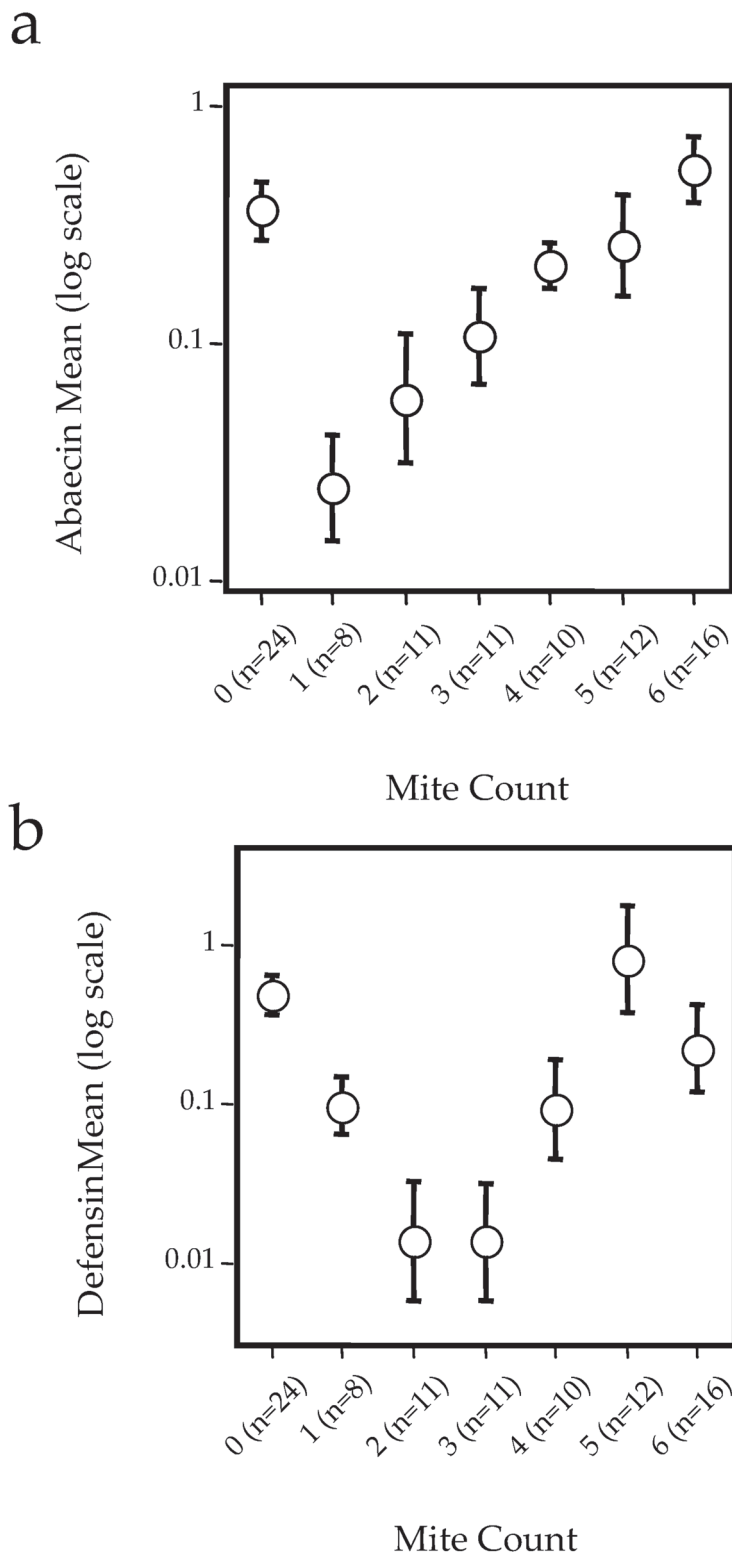 a
Abaecin Mean (log scale)
1
0.1
0.01
0 (n=24)
1 (n=8)
2 (n=11)
3 (n=11)
4 (n=10)
5 (n=12)
6 (n=16)
Mite Count
b
DefensinMean (log scale)
1
0.1
0.01
0 (n=24)
1 (n=8)
2 (n=11)
3 (n=11)
4 (n=10)
5 (n=12)
6 (n=16)
Mite Count